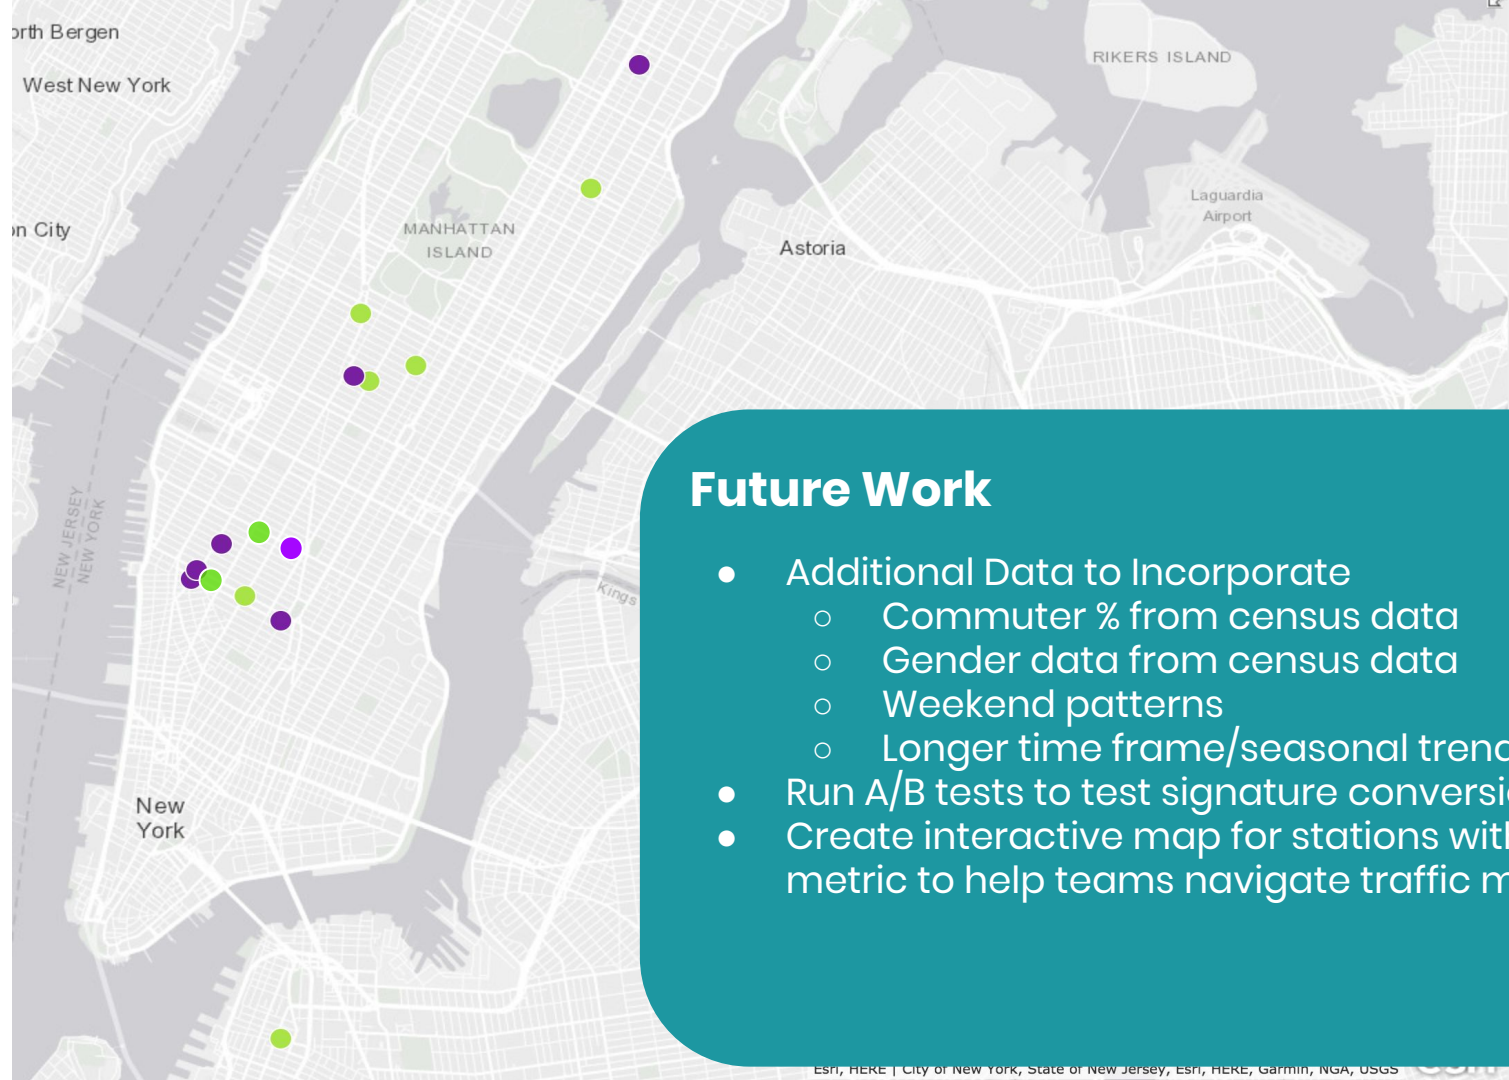 orth Bergen
West New York
on City
MANHATTAN
ISLAND
RIKERS ISLAND
Laguardia
Airport
Astoria
NEW JERSEY
NEW YORK
Kings
New
York
Future Work
● Additional Data to Incorporate
○ Commuter % from census data
○ Gender data from census data
○ Weekend patterns
○ Longer time frame/seasonal trend
● Run A/B tests to test signature conversi
● Create interactive map for stations with
metric to help teams navigate traffic m
Esri, HERE | City of New York, State of New Jersey, Esri, HERE, Garmin, NGA, USGS